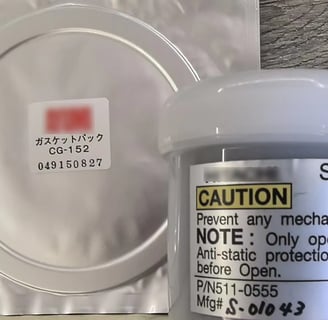 ガスケットパック
CG-152
049150827
S
CAUTION
Prevent any mecha
NOTE : Only ope
Anti-static protectio
before Open.
P/N511-0555
Mfg# S-01043